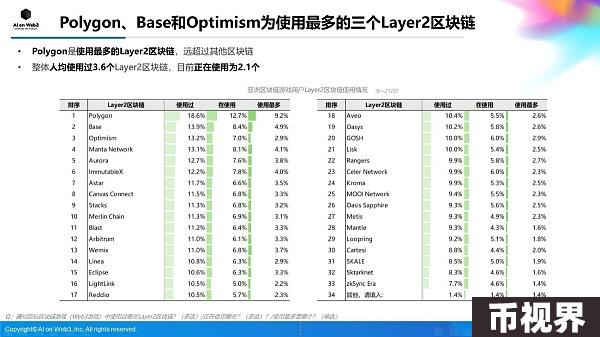 AI on Web3
Polygon、Base和Optimism为使用最多的三个Layer2区块链
• Polygon是使用最多的Layer2区块链，远超过其他区块链
• 整体人均使用过3.6个Layer2区块链，目前正在使用为2.1个
亚洲区块链游戏用户Layer2区块链使用情况 N=2100
排序 Layer2区块链 使用过 在使用 使用最多
1 Polygon 18.6% 12.7% 9.2%
2 Base 13.9% 8.4% 4.9%
3 Optimism 13.2% 7.0% 2.9%
4 Manta Network 13.1% 8.1% 4.1%
5 Aurora 12.7% 7.6% 3.8%
6 ImmutableX 12.2% 7.8% 4.0%
7 Astar 11.7% 6.6% 3.5%
8 Canvas Connect 11.5% 6.8% 3.2%
9 Stacks 11.3% 6.8% 3.2%
10 Merlin Chain 11.3% 6.9% 3.1%
11 Blast 11.2% 6.4% 3.3%
12 Arbitrum 11.0% 6.1% 3.3%
13 Wemix 11.0% 6.8% 3.7%
14 Linea 10.8% 6.3% 2.9%
15 Eclipse 10.6% 6.3% 3.3%
16 LightLink 10.5% 5.0% 2.2%
17 Reddio 10.5% 5.7% 2.3%
排序 Layer2区块链 使用过 在使用 使用最多
18 Aveo 10.4% 5.5% 2.6%
19 Oasys 10.2% 5.8% 2.6%
20 GOSH 10.0% 6.0% 2.9%
21 Lisk 10.0% 5.4% 2.5%
22 Rangers 9.9% 5.8% 2.7%
23 Celer Network 9.9% 6.0% 2.3%
24 Kroma 9.9% 5.3% 2.5%
25 MOOI Network 9.4% 5.5% 2.3%
26 Oasis Sapphire 9.3% 5.6% 2.5%
27 Metis 9.3% 4.9% 2.3%
28 Mantle 9.3% 4.3% 1.6%
29 Loopring 9.2% 5.1% 1.8%
30 Cartesi 8.8% 4.4% 2.0%
31 SKALE 8.5% 5.0% 1.9%
32 Sktarknet 8.3% 4.6% 1.6%
33 zkSync Era 7.7% 4.6% 1.4%
34 其他，请填入: 1.4% 1.4% 1.4%
Q：请问您玩区块链游戏（Web3游戏）中使用过哪些Layer2区块链？（多选）/正在使用哪些？（多选）？/使用最多是哪个？（单选）
Copyright© AI on Web3, Inc. All rights reserved.
币视界